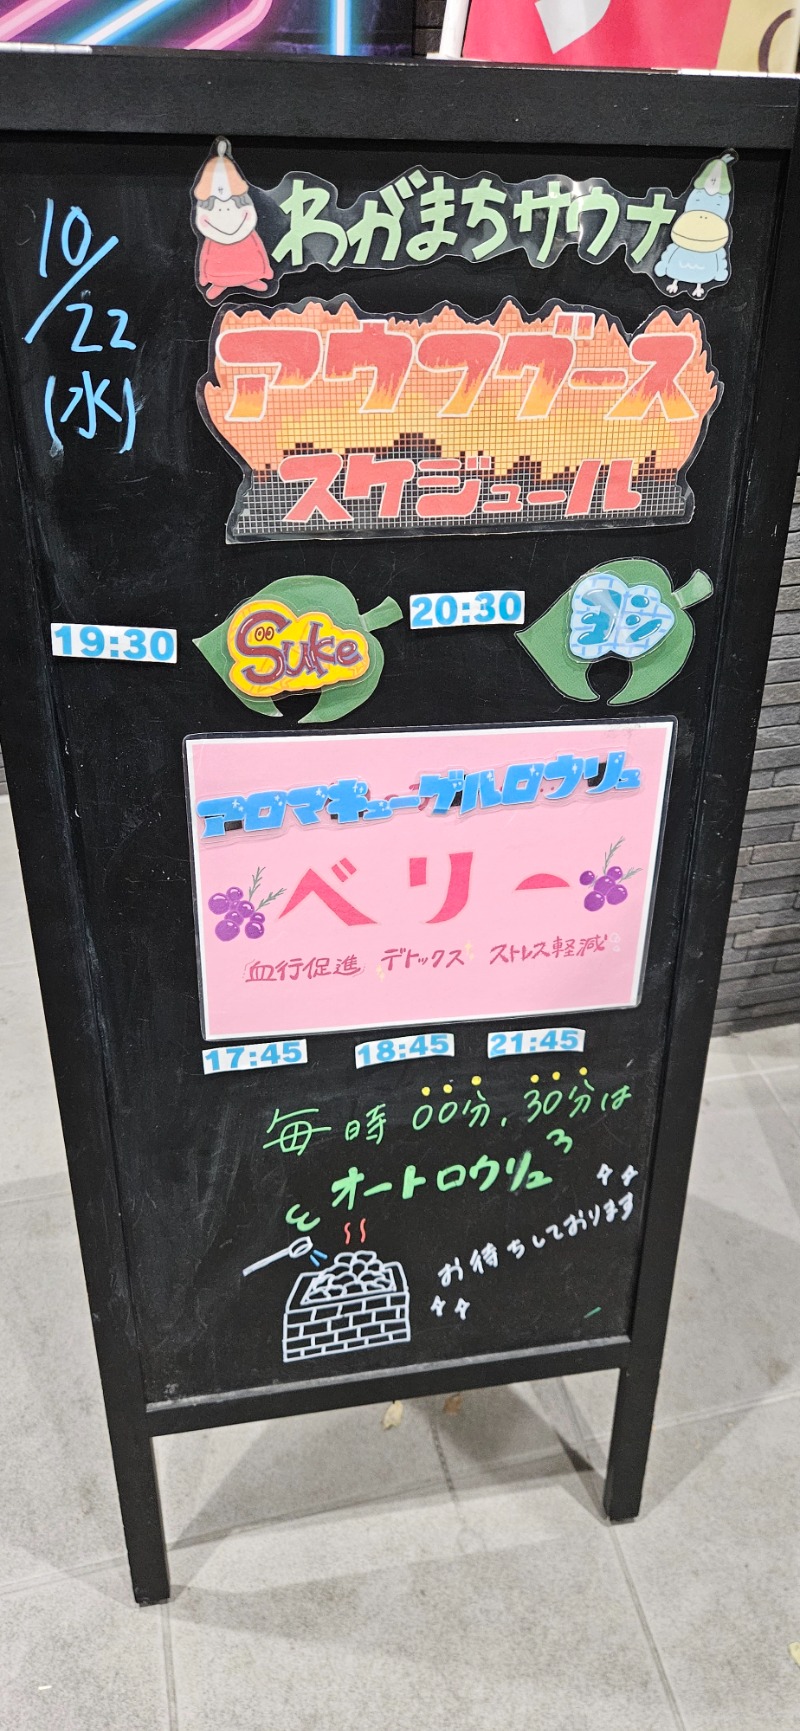 10/22
(水)
わがまちサウナ
アウフグース
スケジュール
19:30 Suke
20:30 ヨン
アロマキューゲルロウリュ
ベリー
血行促進 デトックス ストレス軽減
17:45 18:45 21:45
毎時 00分、30分は
オートロウリュ
お待ちしております